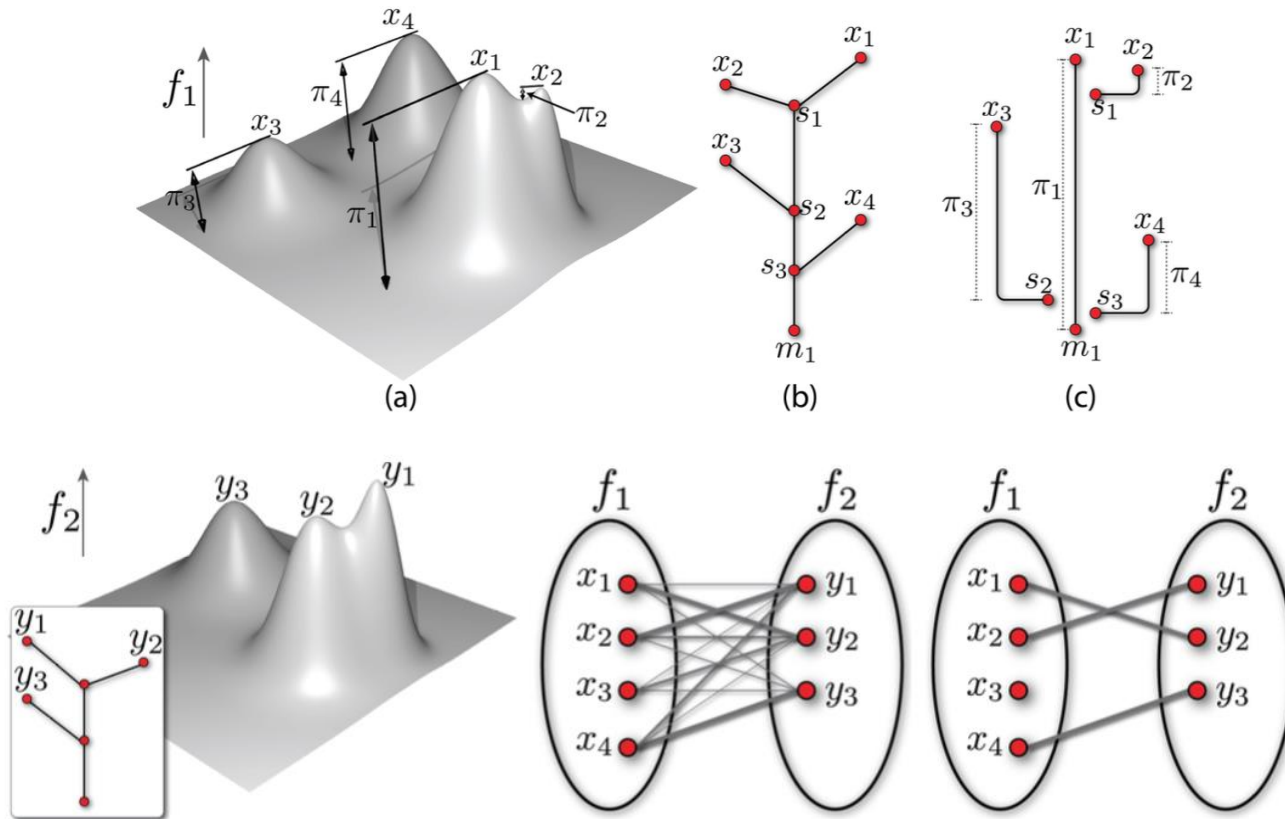 f₁
x₄
x₁
x₂
π₄
π₂
x₃
π₃
π₁
(a)
x₁
x₂
s₁
x₃
x₄
s₂
s₃
m₁
(b)
x₁
x₂
π₂
s₁
x₃
π₁
π₃
x₄
s₂
s₃
π₄
m₁
(c)
f₂
y₃
y₂
y₁
y₁
y₂
y₃
f₁ f₂
x₁ y₁
x₂ y₂
x₃ y₃
x₄
f₁ f₂
x₁ y₁
x₂ y₂
x₃ y₃
x₄